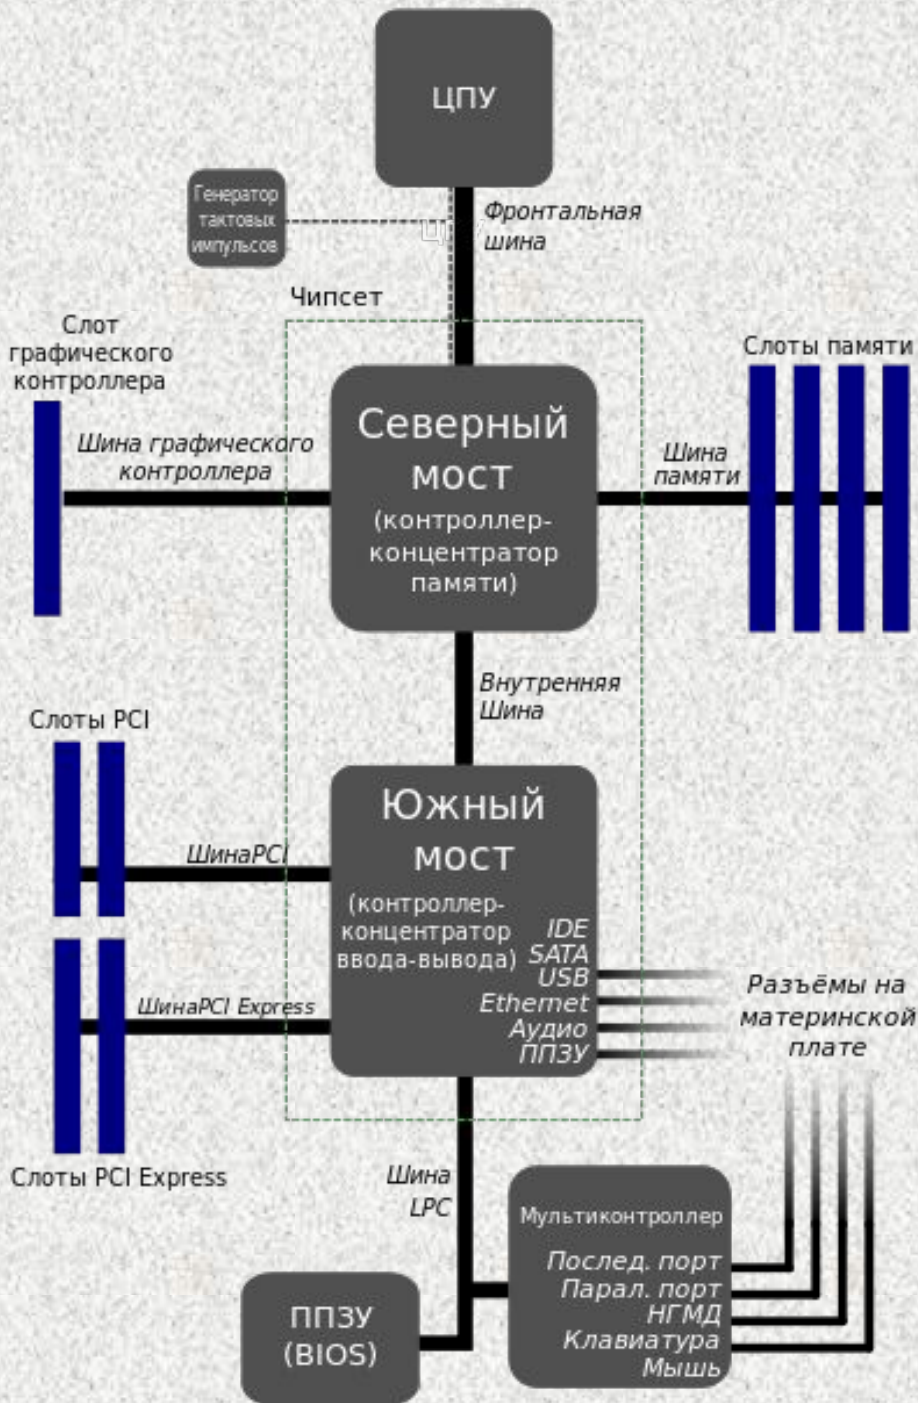 ЦПУ
Генератор
тактовых
импульсов
Фронтальная
шина
Чипсет
Слот
графического
контроллера
Шина графического
контроллера
Северный
мост
(контроллер-
концентратор
памяти)
Слоты памяти
Шина
памяти
Внутренняя
Шина
Слоты PCI
ШинаPCI
Южный
мост
(контроллер-
концентратор
ввода-вывода)
IDE
SATA
USB
Ethernet
Аудио
ППЗУ
Разъёмы на
материнской
плате
ШинаPCI Express
Слоты PCI Express
Шина
LPC
Мультиконтроллер
Послед. порт
Парал. порт
НГМД
Клавиатура
Мышь
ППЗУ
(BIOS)